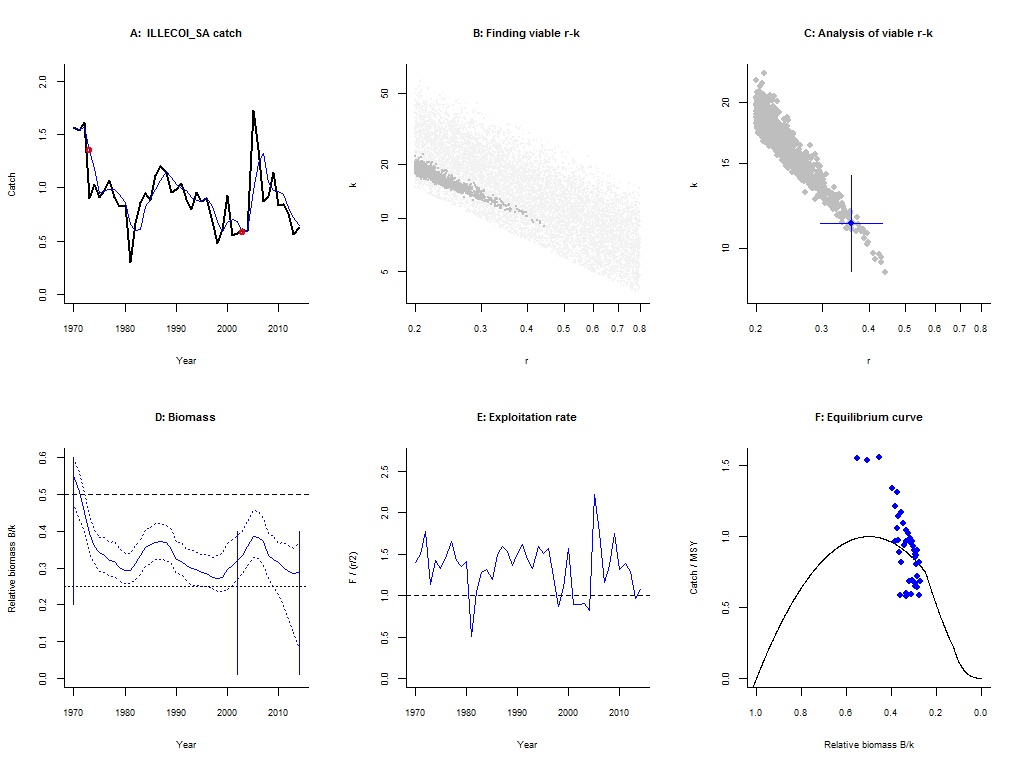 A: ILLECOI_SA catch
Catch
0.0 0.5 1.0 1.5 2.0
1970 1980 1990 2000 2010
Year
B: Finding viable r-k
k
5 10 20 50
0.2 0.3 0.4 0.5 0.6 0.7 0.8
r
C: Analysis of viable r-k
k
10 15 20
0.2 0.3 0.4 0.5 0.6 0.7 0.8
r
D: Biomass
Relative biomass B/k
0.0 0.1 0.2 0.3 0.4 0.5 0.6
1970 1980 1990 2000 2010
Year
E: Exploitation rate
F / (r/2)
0.0 0.5 1.0 1.5 2.0 2.5
1970 1980 1990 2000 2010
Year
F: Equilibrium curve
Catch / MSY
0.0 0.5 1.0 1.5
1.0 0.8 0.6 0.4 0.2 0.0
Relative biomass B/k